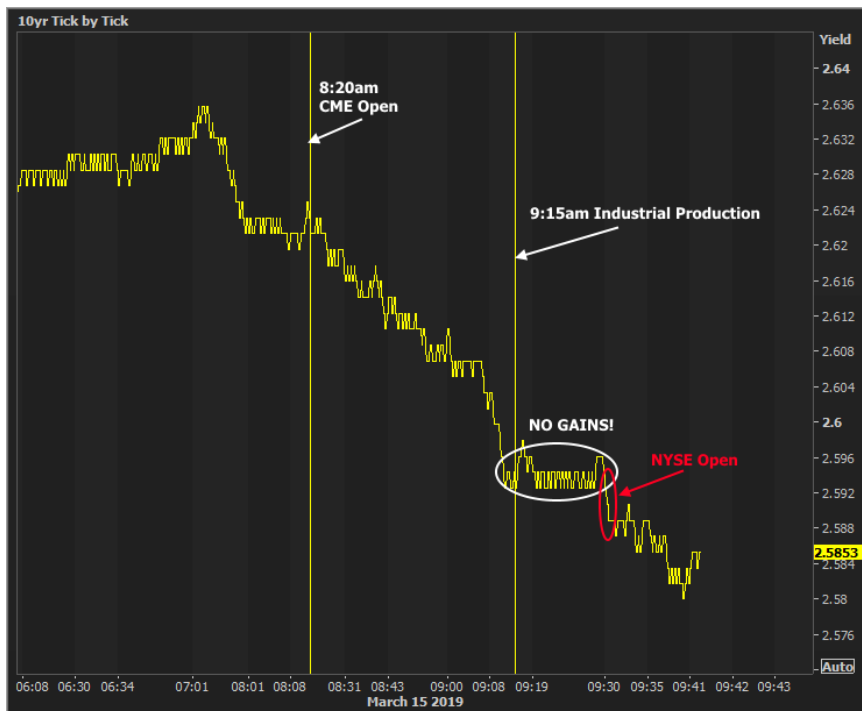 10yr Tick by Tick
Yield
2.64
2.636
2.632
2.628
2.624
2.62
2.616
2.612
2.608
2.604
2.6
2.596
2.592
2.588
2.5853
2.584
2.58
2.576
Auto
8:20am
CME Open
9:15am Industrial Production
NO GAINS!
NYSE Open
06:08 06:30 06:34 07:01 08:01 08:08 08:31 08:43 09:00 09:08 09:19 09:30 09:35 09:41 09:42 09:43
March 15 2019